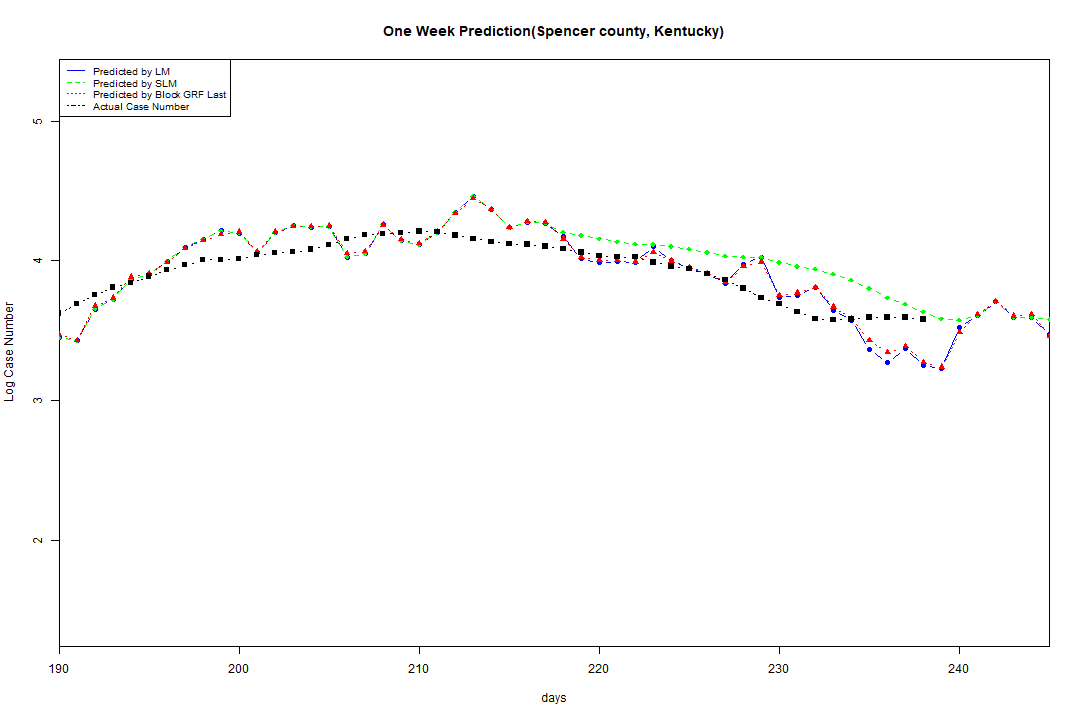 One Week Prediction(Spencer county, Kentucky)
Predicted by LM
Predicted by SLM
Predicted by Block GRF Last
Actual Case Number
5
4
3
2
Log Case Number
190 200 210 220 230 240
days